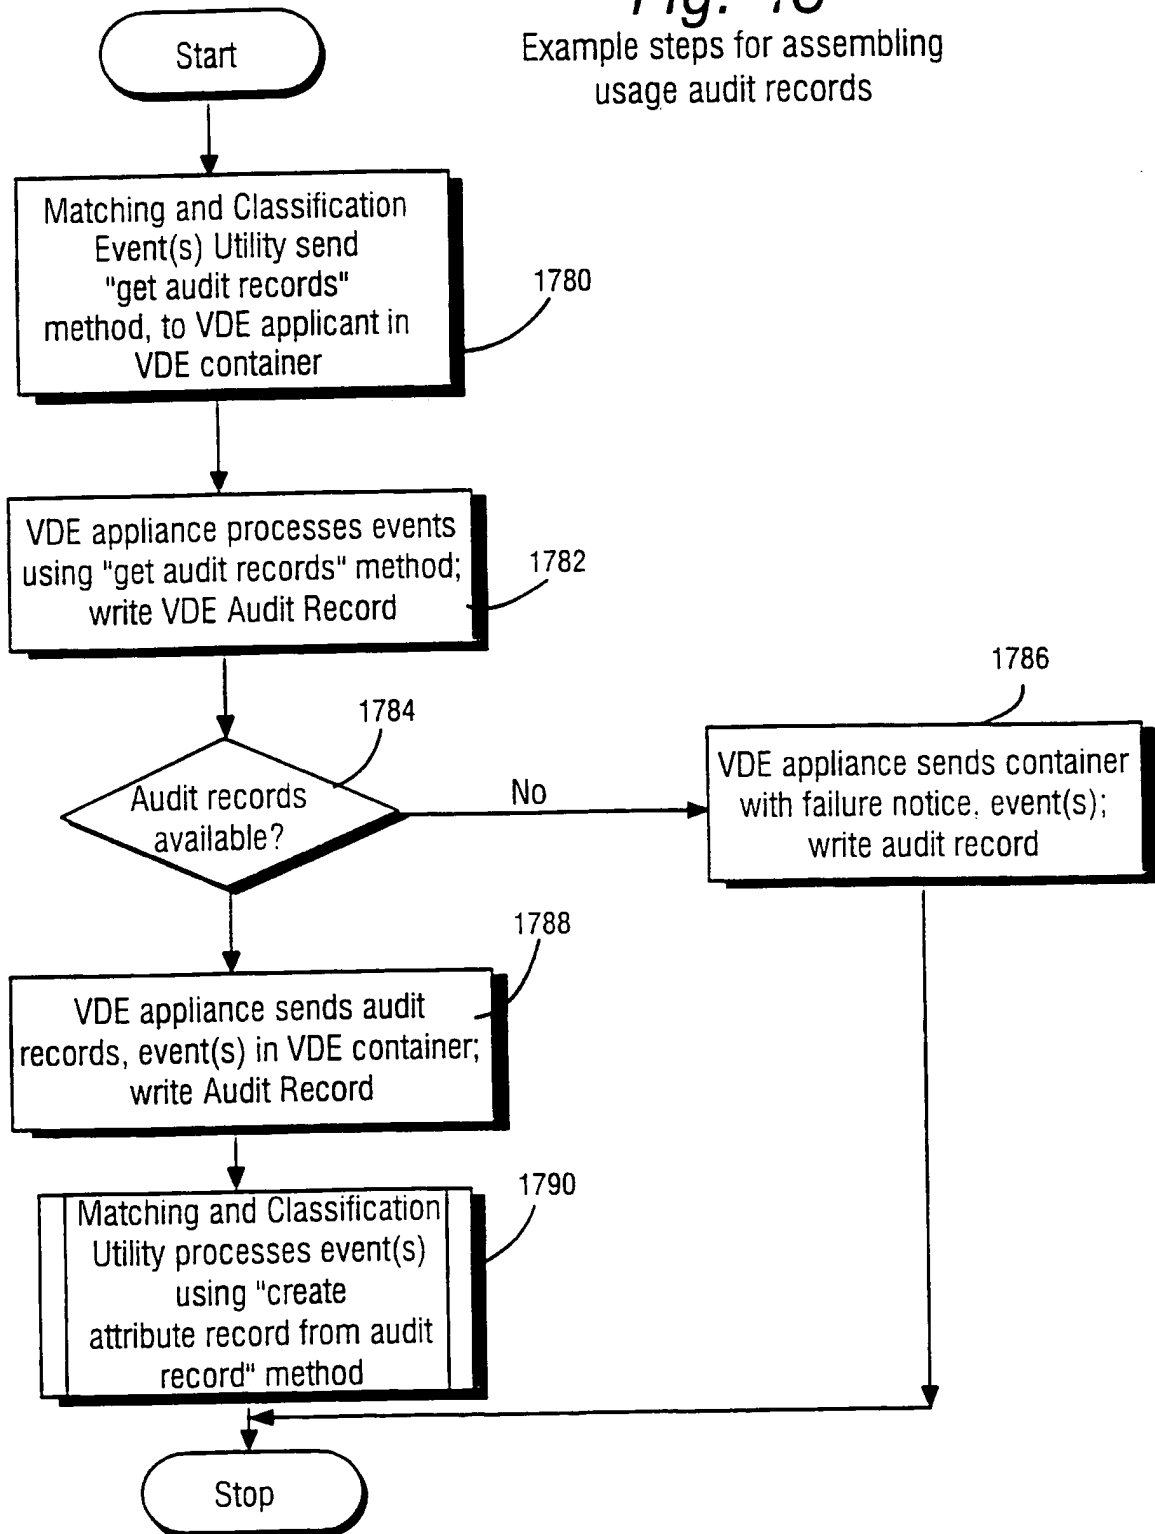 Start
Example steps for assembling
usage audit records
Matching and Classification
Event(s) Utility send
"get audit records"
method, to VDE applicant in
VDE container
1780
VDE appliance processes events
using "get audit records" method;
write VDE Audit Record
1782
1784
Audit records
available?
No
1786
VDE appliance sends container
with failure notice, event(s);
write audit record
1788
VDE appliance sends audit
records, event(s) in VDE container;
write Audit Record
1790
Matching and Classification
Utility processes event(s)
using "create
attribute record from audit
record" method
Stop